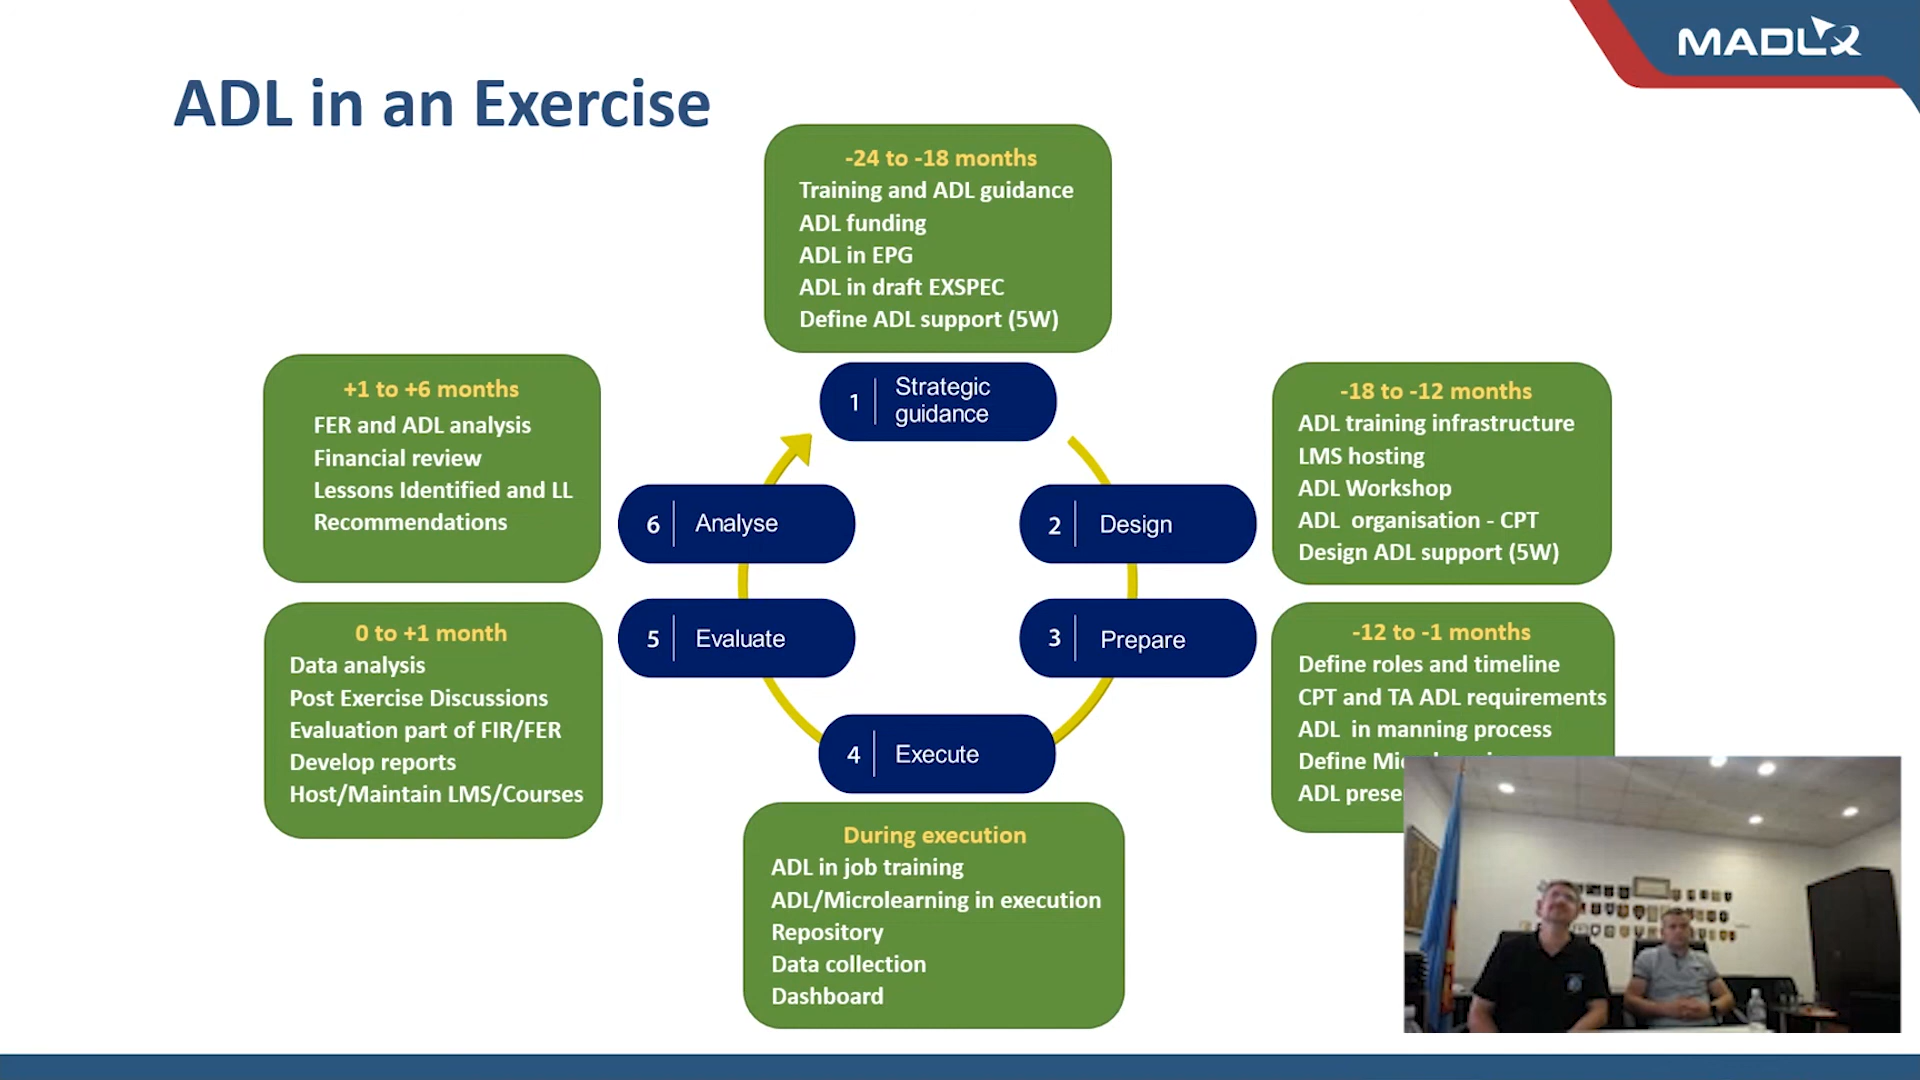 MADLx
ADL in an Exercise
-24 to -18 months
Training and ADL guidance
ADL funding
ADL in EPG
ADL in draft EXSPEC
Define ADL support (5W)
1 Strategic
guidance
-18 to -12 months
ADL training infrastructure
LMS hosting
ADL Workshop
ADL organisation - CPT
Design ADL support (5W)
2 Design
-12 to -1 months
Define roles and timeline
CPT and TA ADL requirements
ADL in manning process
Define
ADL
3 Prepare
4 Execute
During execution
ADL in job training
ADL/Microlearning in execution
Repository
Data collection
Dashboard
5 Evaluate
0 to +1 month
Data analysis
Post Exercise Discussions
Evaluation part of FIR/FER
Develop reports
Host/Maintain LMS/Courses
6 Analyse
+1 to +6 months
FER and ADL analysis
Financial review
Lessons Identified and LL
Recommendations